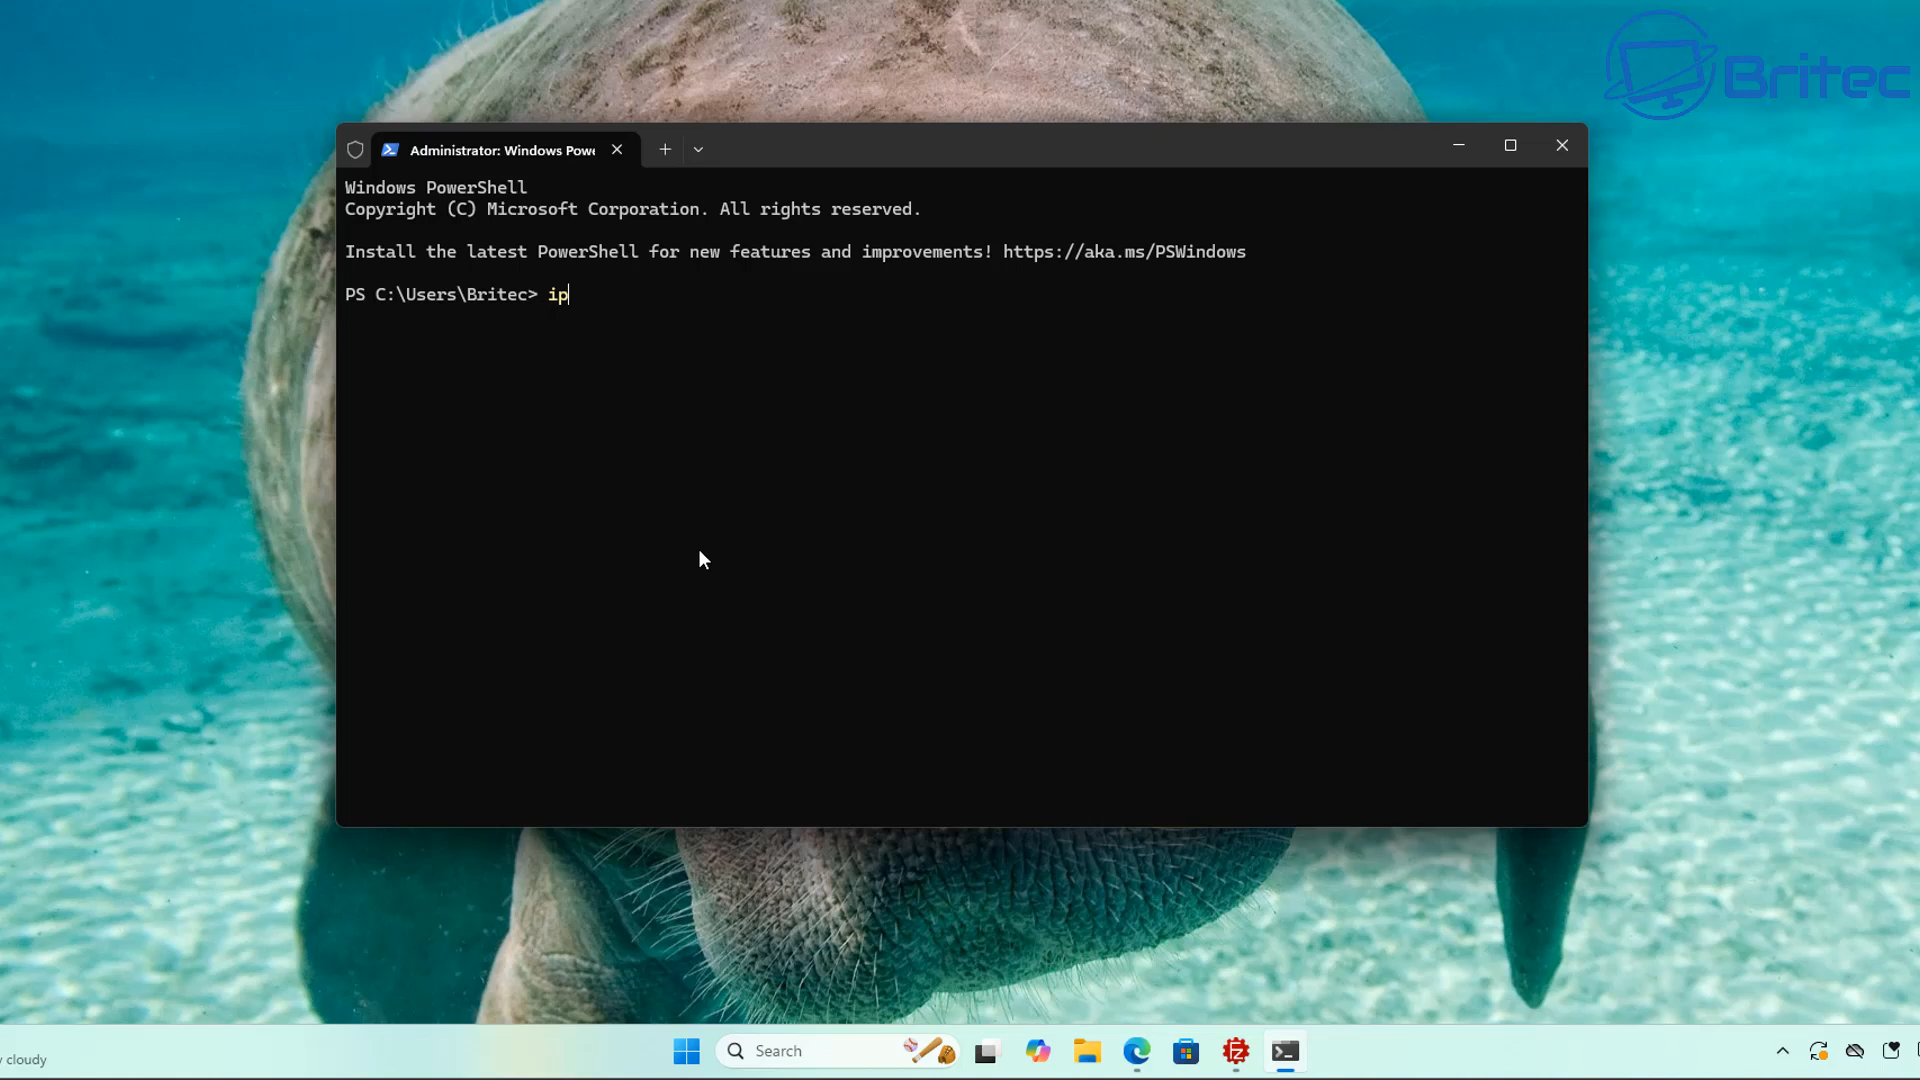 Britec
Administrator: Windows Powe
Windows PowerShell
Copyright (C) Microsoft Corporation. All rights reserved.
Install the latest PowerShell for new features and improvements! https://aka.ms/PSWindows
PS C:\Users\Britec> ip
Search
y cloudy